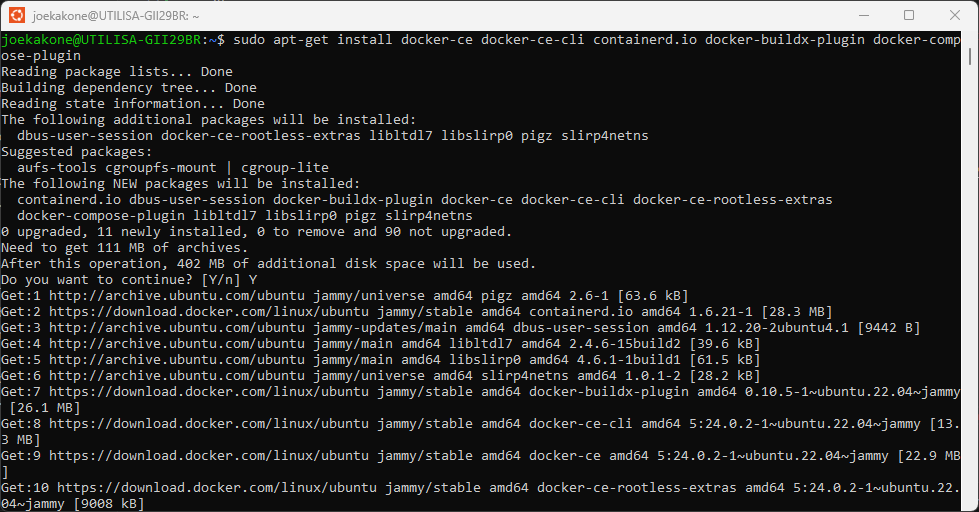 joekakone@UTILISA-GII29BR: ~
joekakone@UTILISA-GII29BR:~$ sudo apt-get install docker-ce docker-ce-cli containerd.io docker-buildx-plugin docker-comp
ose-plugin
Reading package lists... Done
Building dependency tree... Done
Reading state information... Done
The following additional packages will be installed:
  dbus-user-session docker-ce-rootless-extras libltdl7 libslirp0 pigz slirp4netns
Suggested packages:
  aufs-tools cgroupfs-mount | cgroup-lite
The following NEW packages will be installed:
  containerd.io dbus-user-session docker-buildx-plugin docker-ce docker-ce-cli docker-ce-rootless-extras
  docker-compose-plugin libltdl7 libslirp0 pigz slirp4netns
0 upgraded, 11 newly installed, 0 to remove and 90 not upgraded.
Need to get 111 MB of archives.
After this operation, 402 MB of additional disk space will be used.
Do you want to continue? [Y/n] Y
Get:1 http://archive.ubuntu.com/ubuntu jammy/universe amd64 pigz amd64 2.6-1 [63.6 kB]
Get:2 https://download.docker.com/linux/ubuntu jammy/stable amd64 containerd.io amd64 1.6.21-1 [28.3 MB]
Get:3 http://archive.ubuntu.com/ubuntu jammy-updates/main amd64 dbus-user-session amd64 1.12.20-2ubuntu4.1 [9442 B]
Get:4 http://archive.ubuntu.com/ubuntu jammy/main amd64 libltdl7 amd64 2.4.6-15build2 [39.6 kB]
Get:5 http://archive.ubuntu.com/ubuntu jammy/main amd64 libslirp0 amd64 4.6.1-1build1 [61.5 kB]
Get:6 http://archive.ubuntu.com/ubuntu jammy/universe amd64 slirp4netns amd64 1.0.1-2 [28.2 kB]
Get:7 https://download.docker.com/linux/ubuntu jammy/stable amd64 docker-buildx-plugin amd64 0.10.5-1~ubuntu.22.04~jammy
 [26.1 MB]
Get:8 https://download.docker.com/linux/ubuntu jammy/stable amd64 docker-ce-cli amd64 5:24.0.2-1~ubuntu.22.04~jammy [13.
3 MB]
Get:9 https://download.docker.com/linux/ubuntu jammy/stable amd64 docker-ce amd64 5:24.0.2-1~ubuntu.22.04~jammy [22.9 MB
]
Get:10 https://download.docker.com/linux/ubuntu jammy/stable amd64 docker-ce-rootless-extras amd64 5:24.0.2-1~ubuntu.22.
04~jammy [9008 kB]